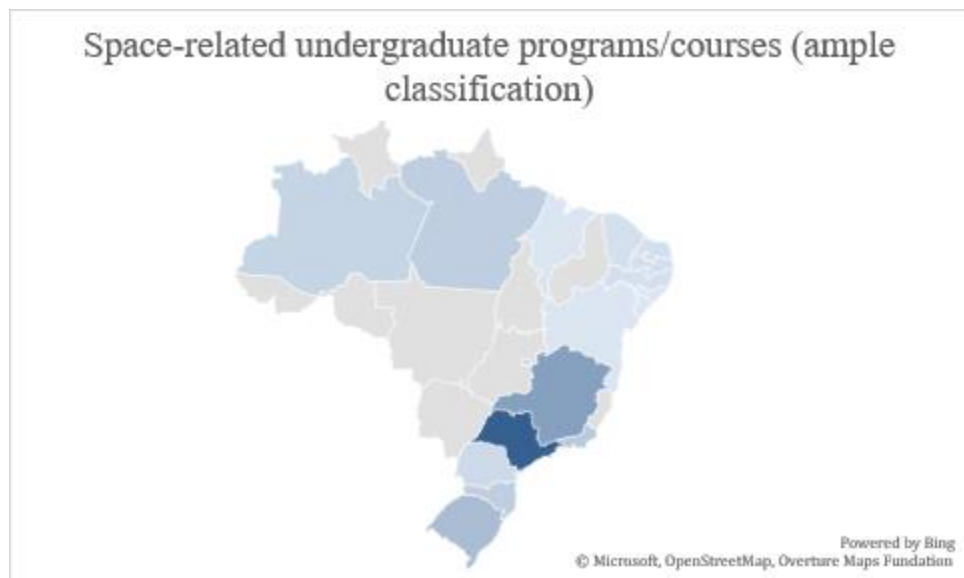 Space-related undergraduate programs/courses (ample
classification)
Powered by Bing
© Microsoft, OpenStreetMap, Overture Maps Fundation